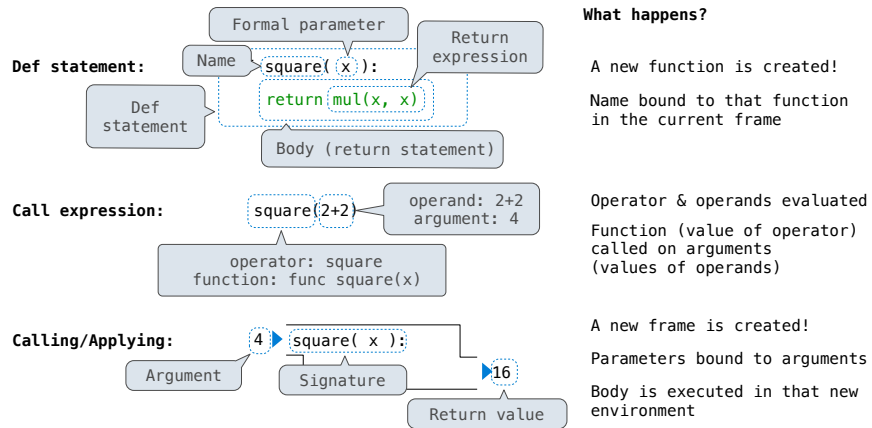 What happens?
Formal parameter
Return
expression
Name
Def statement:
square( x ):
A new function is created!
return mul(x, x)
Name bound to that function
in the current frame
Def
statement
Body (return statement)
Call expression:
square(2+2)
operand: 2+2
argument: 4
Operator & operands evaluated
Function (value of operator)
called on arguments
(values of operands)
operator: square
function: func square(x)
Calling/Applying:
4
square( x ):
A new frame is created!
Argument
Signature
16
Parameters bound to arguments
Return value
Body is executed in that new
environment